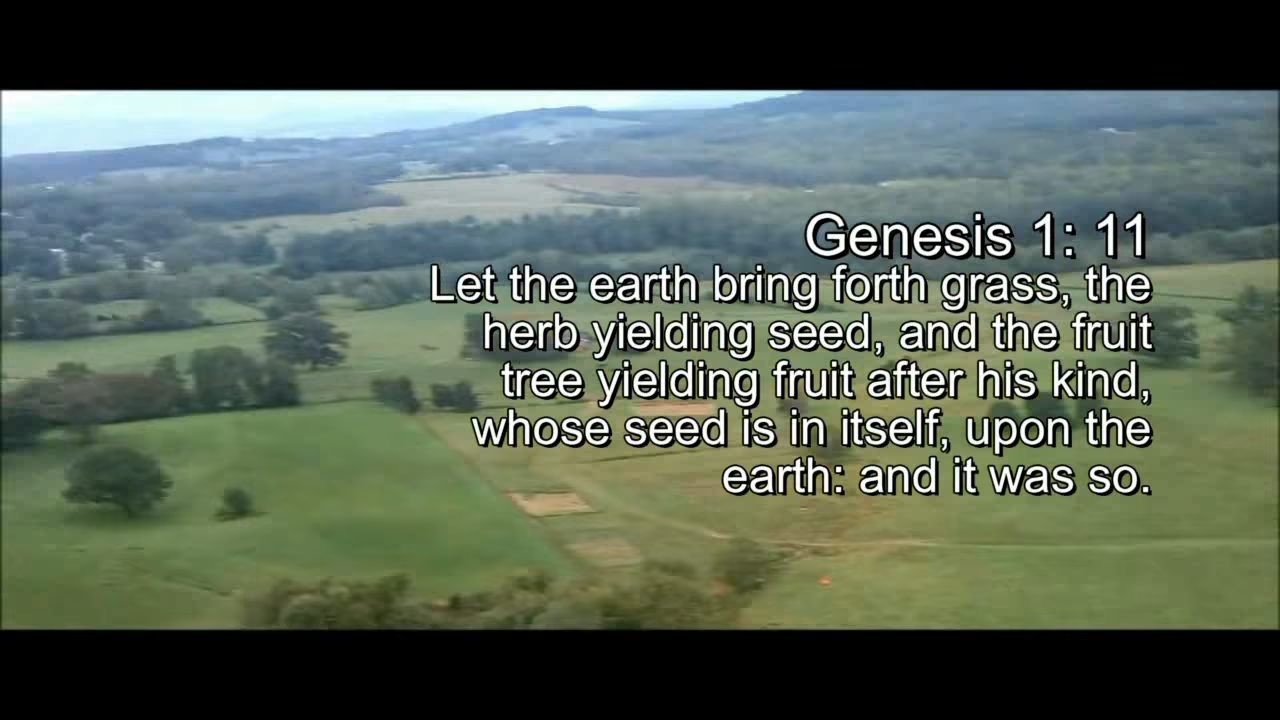 Genesis 1: 11
Let the earth bring forth grass, the
herb yielding seed, and the fruit
tree yielding fruit after his kind,
whose seed is in itself, upon the
earth: and it was so.